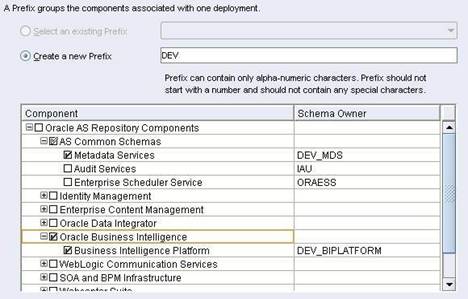 A Prefix groups the components associated with one deployment.
Select an existing Prefix
Create a new Prefix DEV
Prefix can contain only alpha-numeric characters. Prefix should not
start with a number and should not contain any special characters.
Component Schema Owner
Oracle AS Repository Components
AS Common Schemas
Metadata Services DEV_MDS
Audit Services IAU
Enterprise Scheduler Service ORAESS
Identity Management
Enterprise Content Management
Oracle Data Integrator
Oracle Business Intelligence
Business Intelligence Platform DEV_BIPLATFORM
WebLogic Communication Services
SOA and BPM Infrastructure
Webcenter Suite